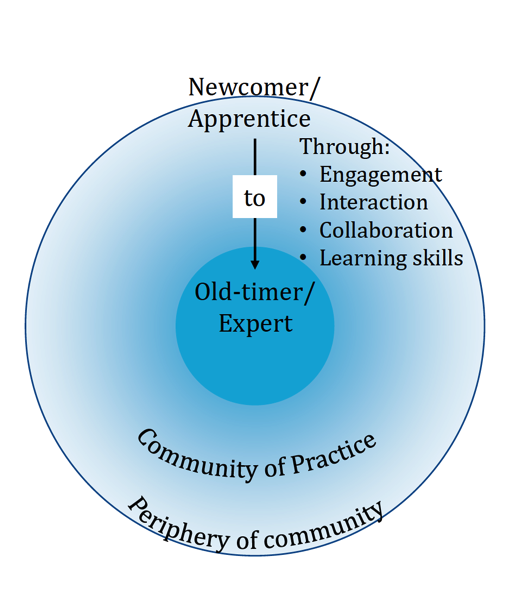 Newcomer/
Apprentice
Through:
• Engagement
• Interaction
• Collaboration
• Learning skills
to
Old-timer/
Expert
Community of Practice
Periphery of community